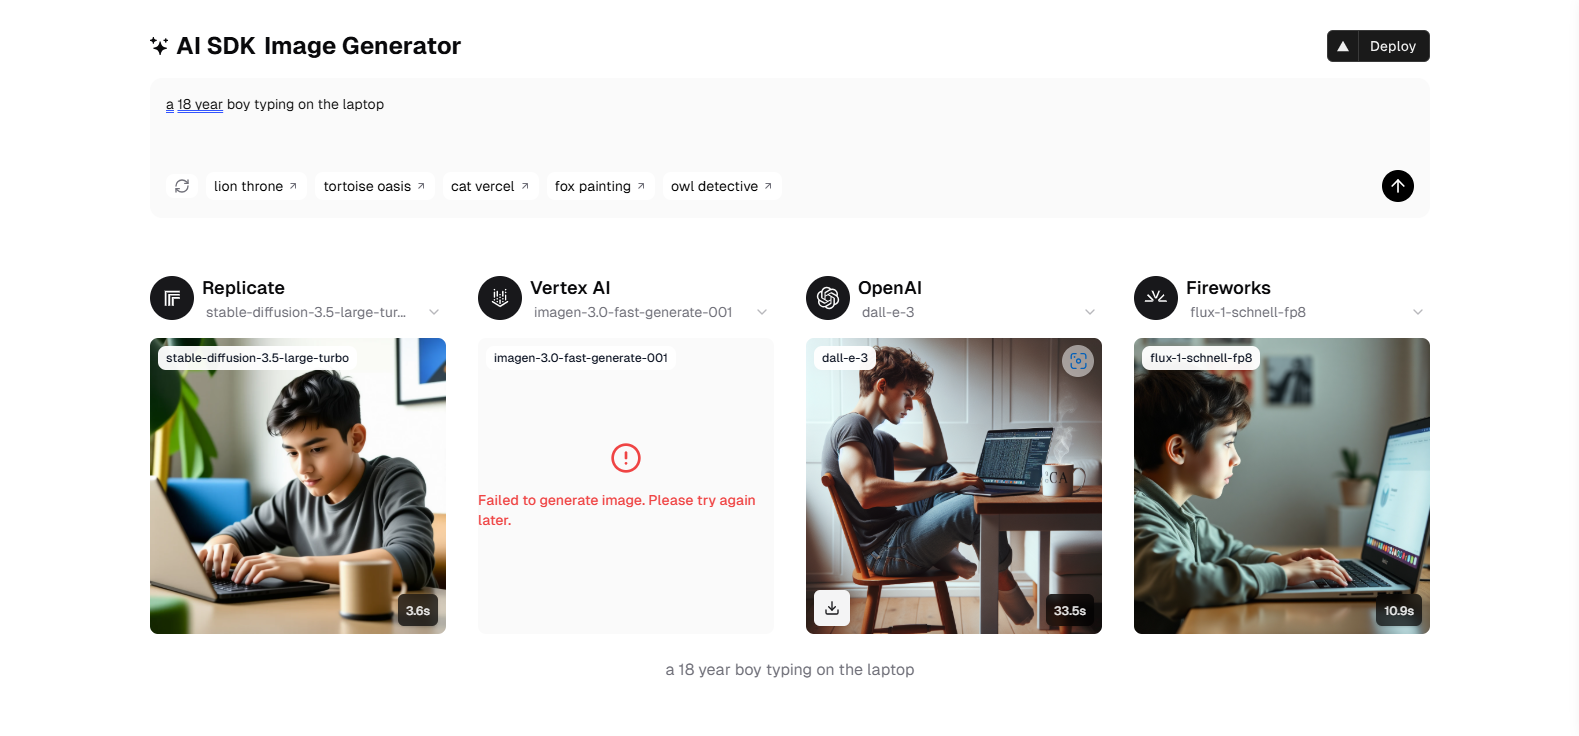 AI SDK Image Generator
Deploy
a 18 year boy typing on the laptop
lion throne
tortoise oasis
cat vercel
fox painting
owl detective
Replicate
stable-diffusion-3.5-large-tur...
Vertex AI
imagen-3.0-fast-generate-001
OpenAI
dall-e-3
Fireworks
flux-1-schnell-fp8
stable-diffusion-3.5-large-turbo
3.6s
imagen-3.0-fast-generate-001
Failed to generate image. Please try again
later.
dall-e-3
CA
33.5s
flux-1-schnell-fp8
10.9s
a 18 year boy typing on the laptop